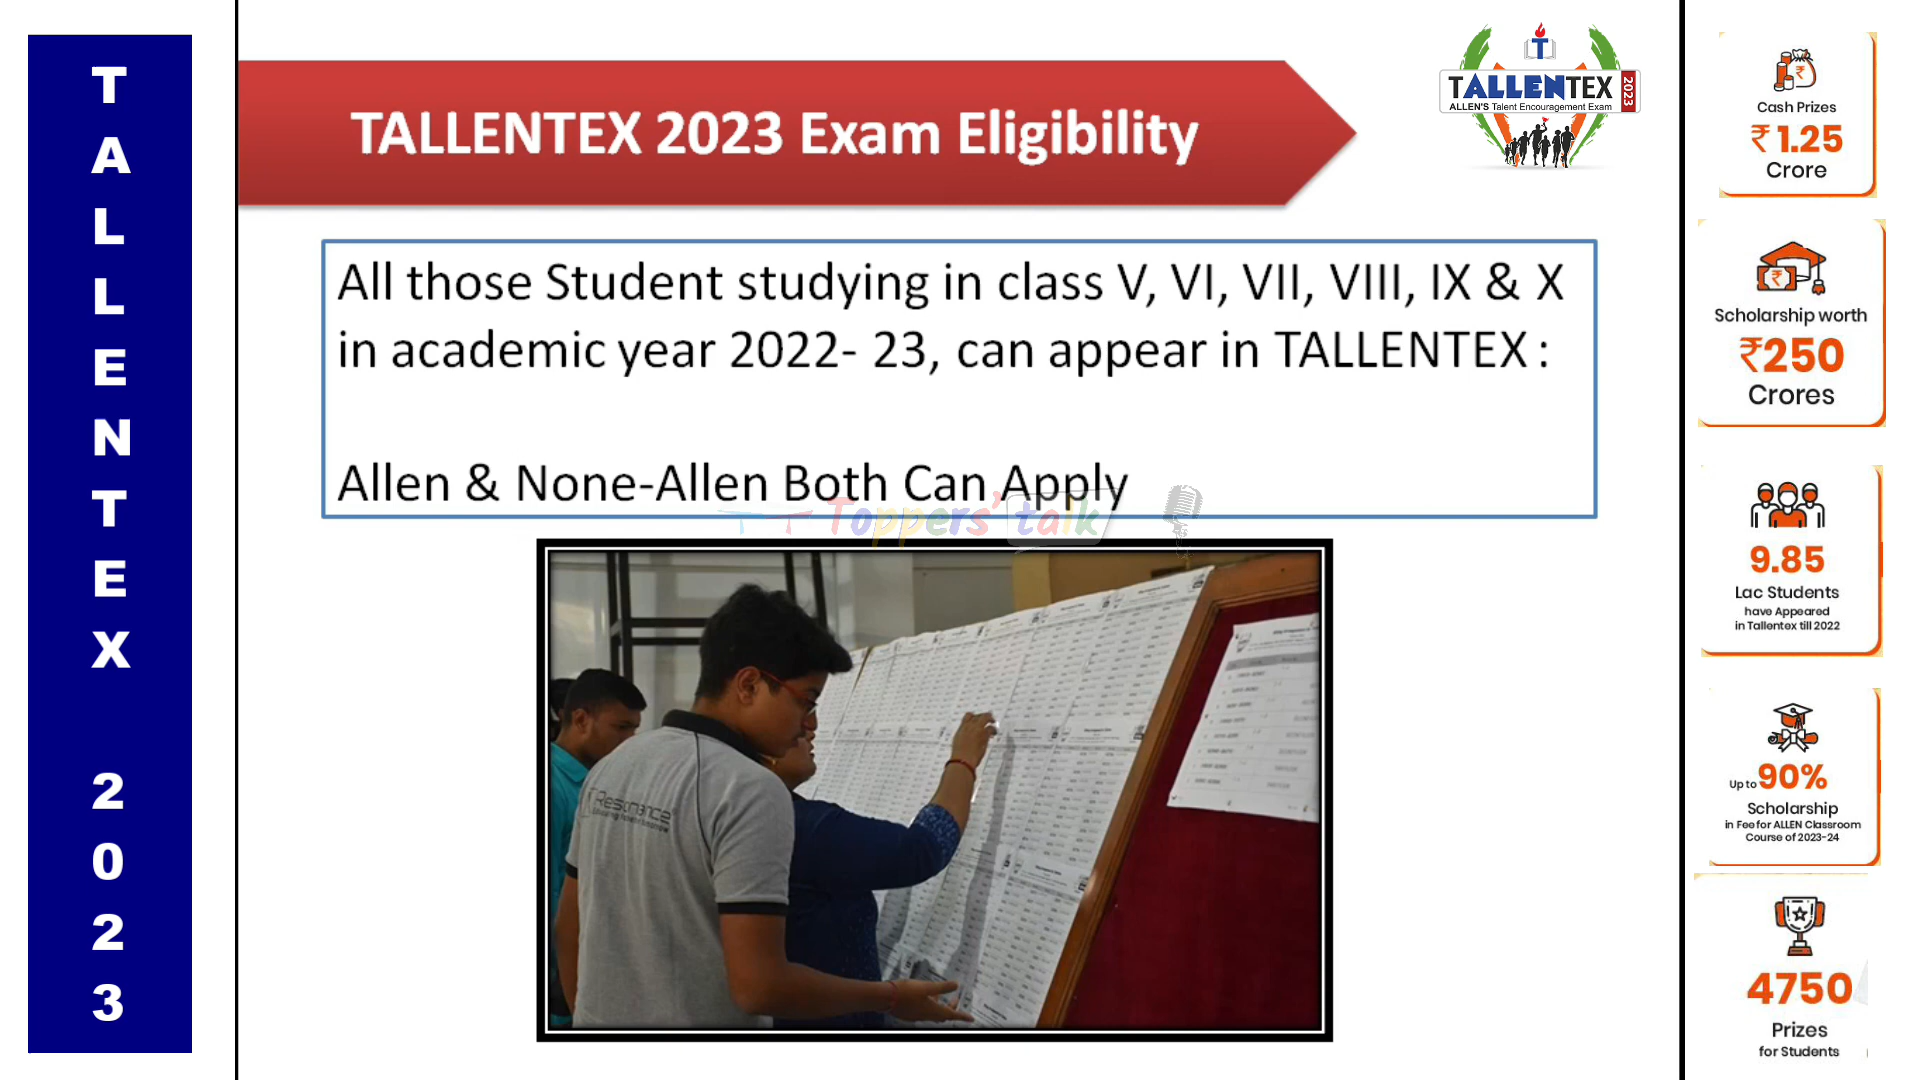 TALLENTEX 2023
TALLENTEX 2023 Exam Eligibility
TALLENTEX 2023
ALLEN'S Talent Encouragement Exam
All those Student studying in class V, VI, VII, VIII, IX & X
in academic year 2022- 23, can appear in TALLENTEX :
Allen & None-Allen Both Can Apply
Toppers' talk
Resonance
Cash Prizes
₹ 1.25
Crore
Scholarship worth
₹250
Crores
9.85
Lac Students
have Appeared
in Tallentex till 2022
Up to 90%
Scholarship
in Fee for ALLEN Classroom
Course of 2023-24
4750
Prizes
for Students